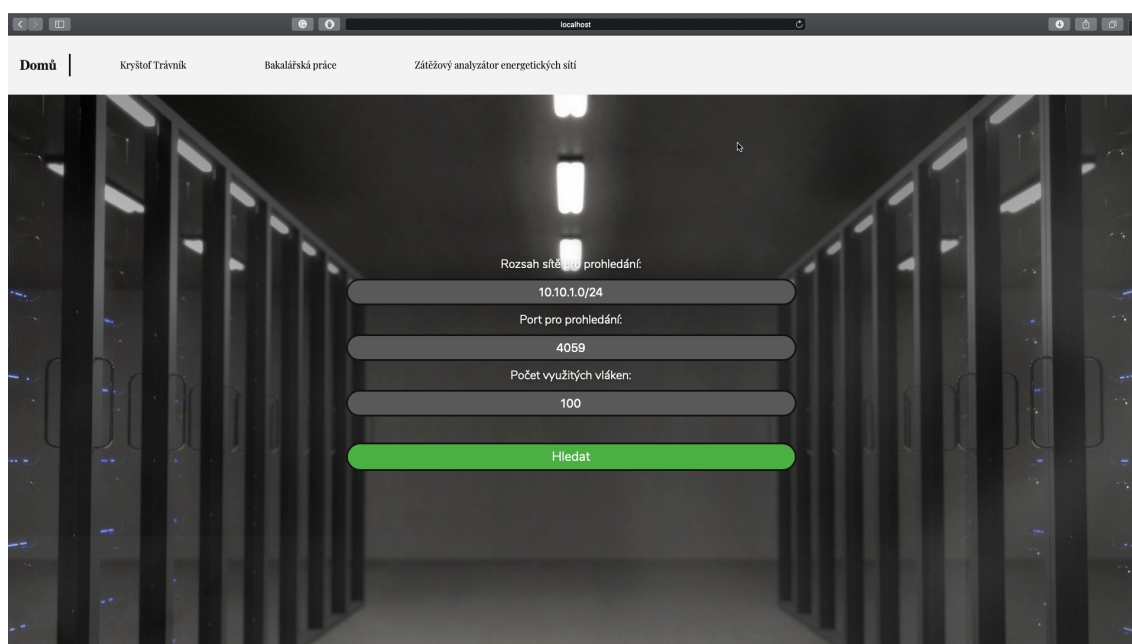 localhost
Domů
Kryštof Trávník
Bakalářská práce
Zátěžový analyzátor energetických sítí
Rozsah sítě pro prohledání:
10.10.1.0/24
Port pro prohledání:
4059
Počet využitých vláken:
100
Hledat